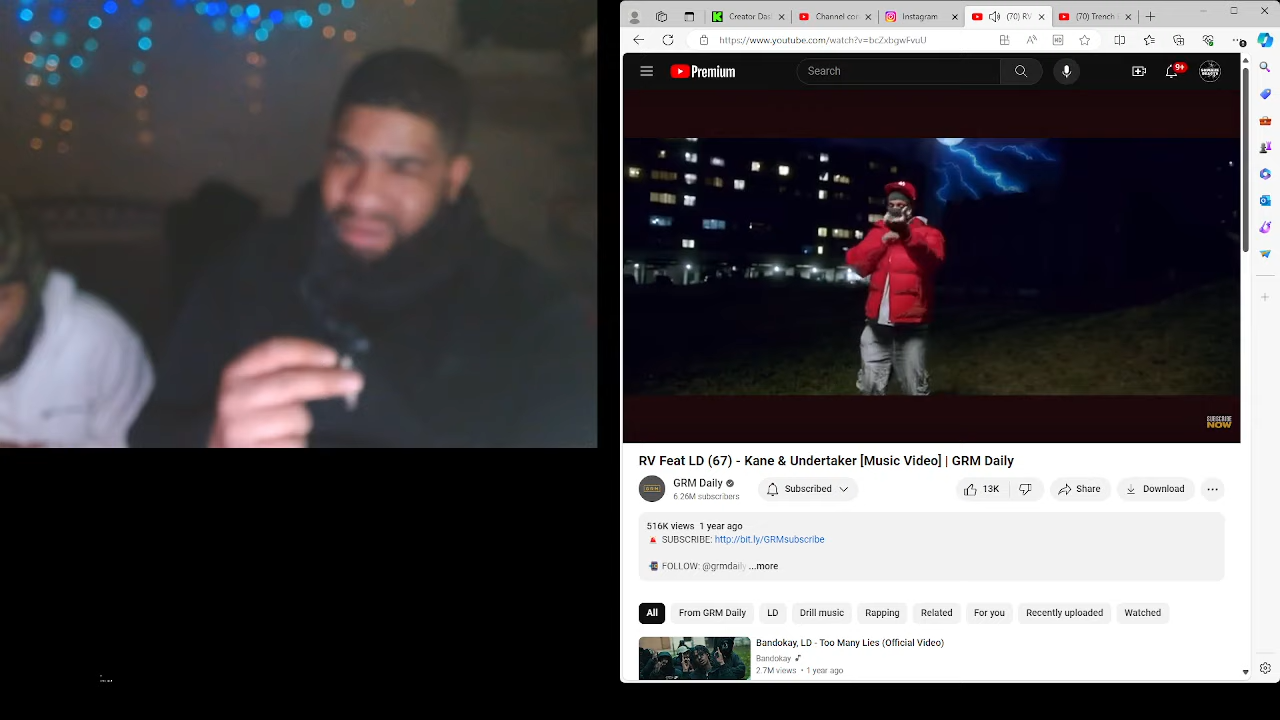 Creator Das
Channel con
Instagram
(70) RV
(70) Trench
https://www.youtube.com/watch?v=bcZxbgwFvuU
Premium
Search
9+
SUBSCRIBE
NOW
RV Feat LD (67) - Kane & Undertaker [Music Video] | GRM Daily
GRM Daily
6.26M subscribers
Subscribed
13K
Share
Download
516K views 1 year ago
SUBSCRIBE: http://bit.ly/GRMsubscribe
FOLLOW: @grmdaily ...more
All
From GRM Daily
LD
Drill music
Rapping
Related
For you
Recently uploaded
Watched
Bandokay, LD - Too Many Lies (Official Video)
Bandokay
2.7M views • 1 year ago